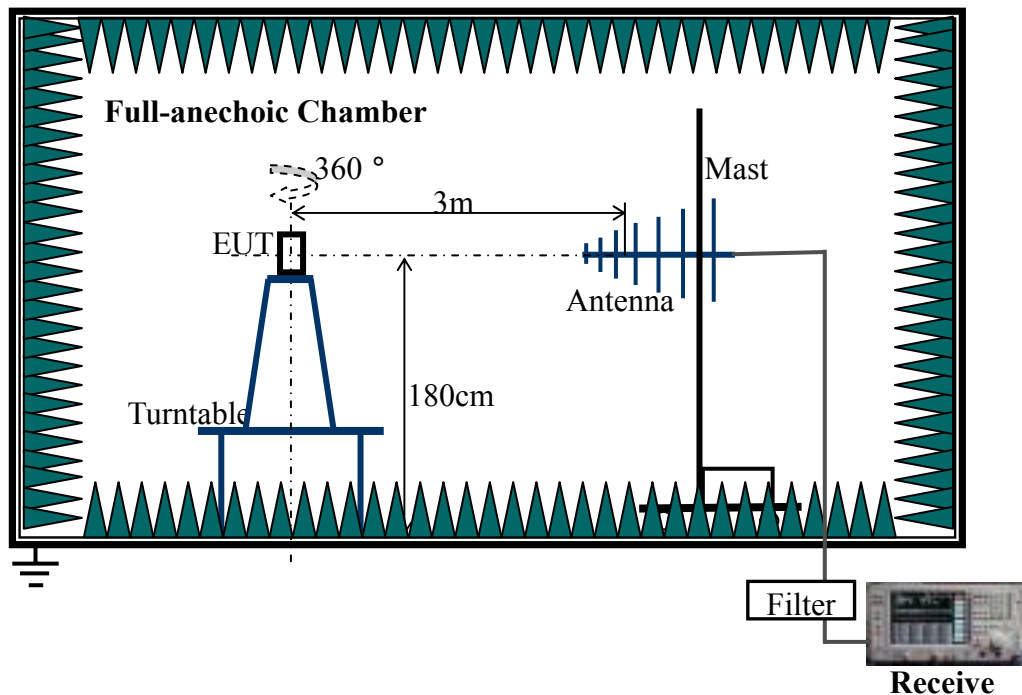 Full-anechoic Chamber
360 °
Mast
3m
EUT
Antenna
180cm
Turntable
Filter
Receive